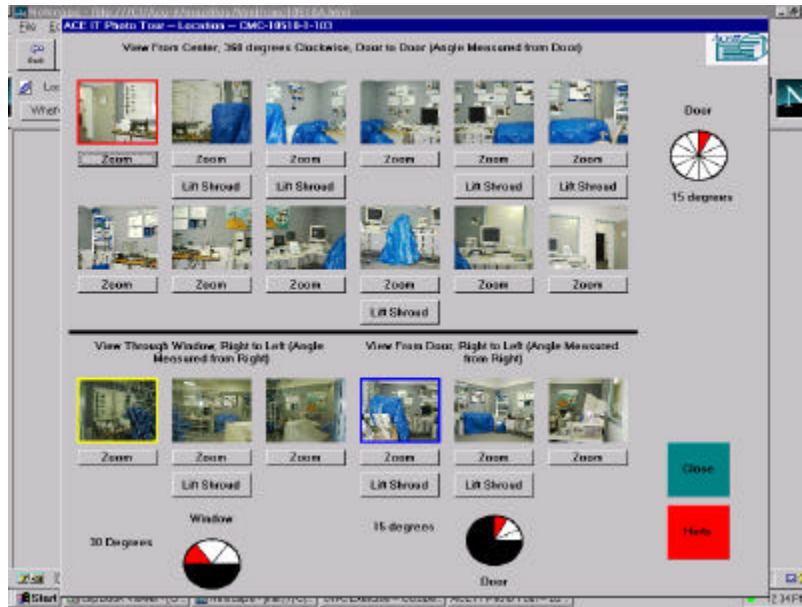 ACE IT Photo Tour -- Location -- CMC-10510-1-103
File
View From Center, 360 degrees Clockwise, Door to Door (Angle Measured from Door)
Back
Door
Zoom Zoom Zoom Zoom Zoom Zoom
Lift Shroud Lift Shroud Lift Shroud Lift Shroud
15 degrees
Zoom Zoom Zoom Zoom Zoom Zoom
Lift Shroud
View Through Window, Right to Left (Angle
Measured from Right)
View From Door, Right to Left (Angle Measured
from Right)
Zoom Zoom Zoom Zoom Zoom Zoom
Lift Shroud Lift Shroud Lift Shroud
Close
Window
15 degrees
30 Degrees
Hints
Door
Start